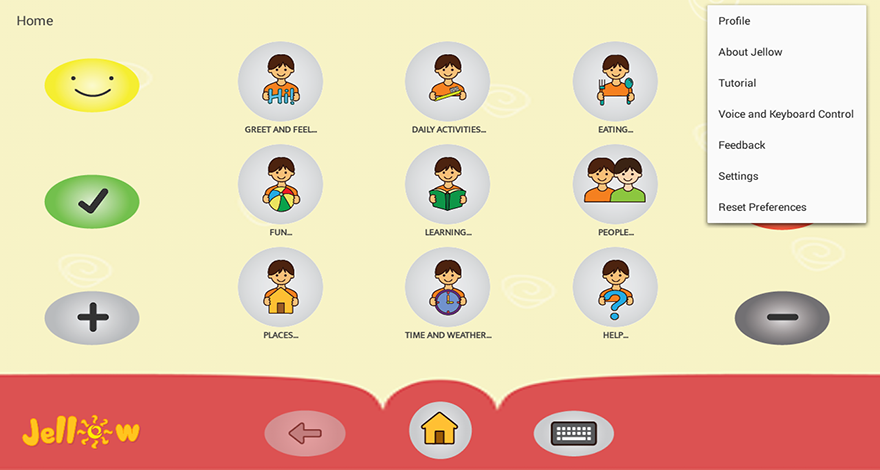 Home
Profile
About Jellow
Tutorial
Voice and Keyboard Control
Feedback
Settings
Reset Preferences
Hi!
GREET AND FEEL...
DAILY ACTIVITIES...
EATING...
FUN...
LEARNING...
PEOPLE...
PLACES...
TIME AND WEATHER...
HELP...
?
Jellow